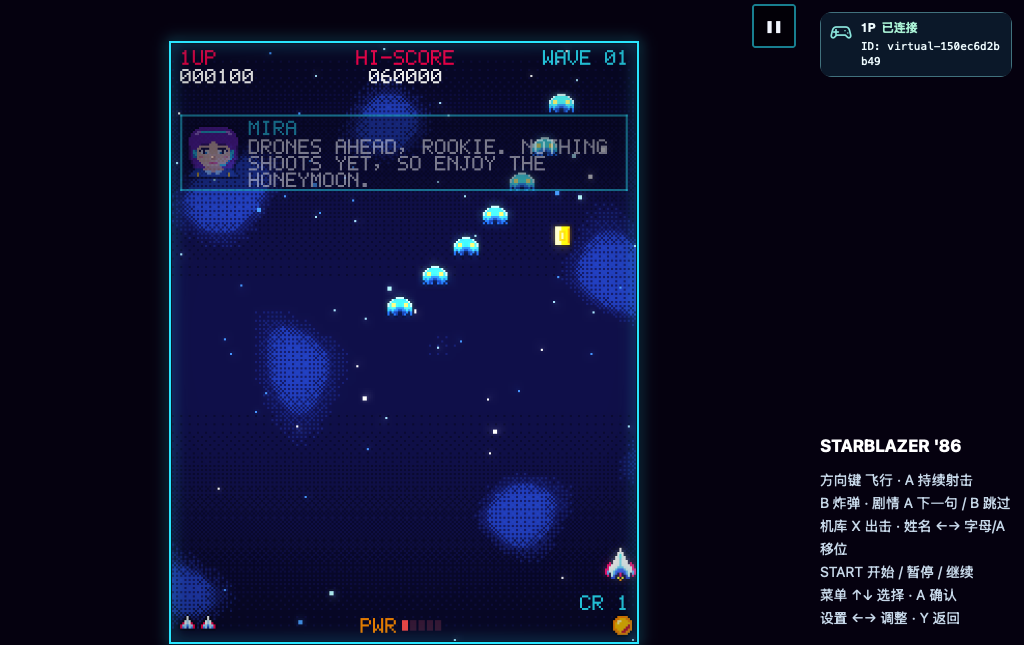 1UP HI-SCORE WAVE 01
000100 060000
MIRA
DRONES AHEAD, ROOKIE. NOTHING
SHOOTS YET, SO ENJOY THE
HONEYMOON.
CR 1
PWR
1P 已连接
ID: virtual-150ec6d2b
b49
STARBLAZER '86
方向键 飞行 · A 持续射击
B 炸弹 · 剧情 A 下一句 / B 跳过
机库 X 出击 · 姓名 ←→ 字母/A
移位
START 开始 / 暂停 / 继续
菜单 ↑↓ 选择 · A 确认
设置 ←→ 调整 · Y 返回